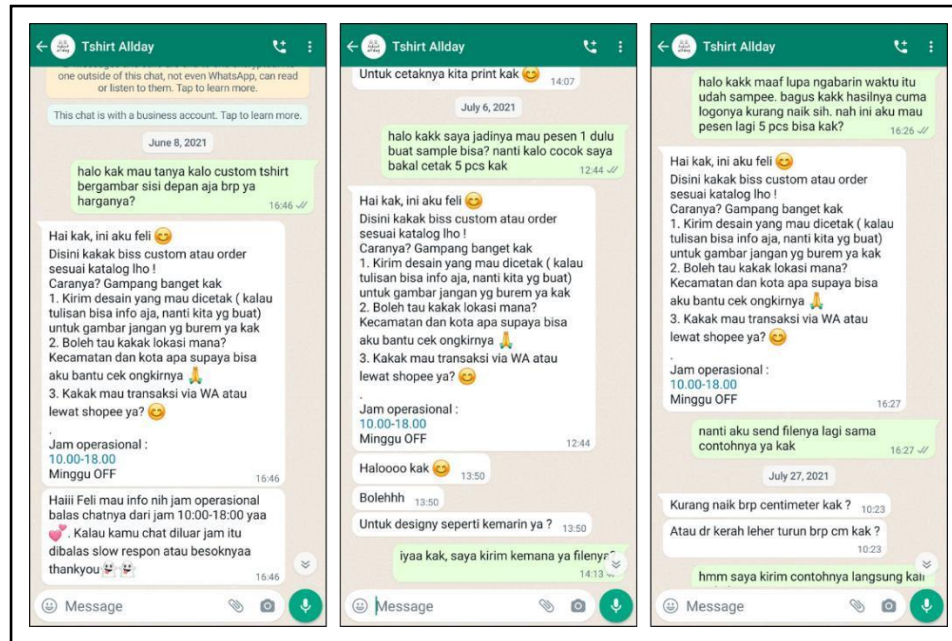 Tshirt Allday
one outside of this chat, not even WhatsApp, can read
or listen to them. Tap to learn more.
This chat is with a business account. Tap to learn more.
June 8, 2021
halo kak mau tanya kalo custom tshirt
bergambar sisi depan aja brp ya
harganya?
16:46
Hai kak, ini aku feli 😊
Disini kakak biss custom atau order
sesuai katalog lho !
Caranya? Gampang banget kak
1. Kirim desain yang mau dicetak ( kalau
tulisan bisa info aja, nanti kita yg buat)
untuk gambar jangan yg burem ya kak
2. Boleh tau kakak lokasi mana?
Kecamatan dan kota apa supaya bisa
aku bantu cek ongkirnya 🙏
3. Kakak mau transaksi via WA atau
lewat shopee ya? 😊
.
Jam operasional :
10.00-18.00
Minggu OFF
16:46
Haiii Feli mau info nih jam operasional
balas chatnya dari jam 10:00-18:00 yaa
💕. Kalau kamu chat diluar jam itu
dibalas slow respon atau besoknyaa
thankyou 👻 👻
16:46
Message
Tshirt Allday
Untuk cetaknya kita print kak 😊
14:07
July 6, 2021
halo kakk saya jadinya mau pesen 1 dulu
buat sample bisa? nanti kalo cocok saya
bakal cetak 5 pcs kak
12:44
Hai kak, ini aku feli 😊
Disini kakak biss custom atau order
sesuai katalog lho !
Caranya? Gampang banget kak
1. Kirim desain yang mau dicetak ( kalau
tulisan bisa info aja, nanti kita yg buat)
untuk gambar jangan yg burem ya kak
2. Boleh tau kakak lokasi mana?
Kecamatan dan kota apa supaya bisa
aku bantu cek ongkirnya 🙏
3. Kakak mau transaksi via WA atau
lewat shopee ya? 😊
.
Jam operasional :
10.00-18.00
Minggu OFF
12:44
Haloooo kak 😊
13:50
Bolehhh
13:50
Untuk designy seperti kemarin ya ?
13:50
iyaa kak, saya kirim kemana ya filenya?
14:13
Message
Tshirt Allday
halo kakk maaf lupa ngabarin waktu itu
udah sampee. bagus kakk hasilnya cuma
logonya kurang naik sih. nah ini aku mau
pesen lagi 5 pcs bisa kak?
16:26
Hai kak, ini aku feli 😊
Disini kakak biss custom atau order
sesuai katalog lho !
Caranya? Gampang banget kak
1. Kirim desain yang mau dicetak ( kalau
tulisan bisa info aja, nanti kita yg buat)
untuk gambar jangan yg burem ya kak
2. Boleh tau kakak lokasi mana?
Kecamatan dan kota apa supaya bisa
aku bantu cek ongkirnya 🙏
3. Kakak mau transaksi via WA atau
lewat shopee ya? 😊
.
Jam operasional :
10.00-18.00
Minggu OFF
16:27
nanti aku send filenya lagi sama
contohnya ya kak
16:27
July 27, 2021
Kurang naik brp centimeter kak ?
10:23
Atau dr kerah leher turun brp cm kak ?
10:23
hmm saya kirim contohnya langsung
Message